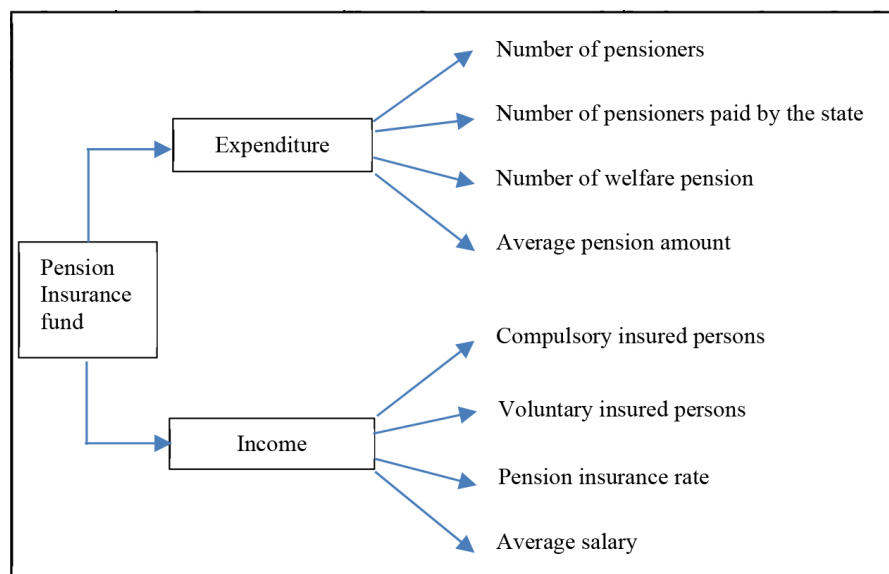 Number of pensioners
Number of pensioners paid by the state
Expenditure
Number of welfare pension
Average pension amount
Pension
Insurance
fund
Compulsory insured persons
Voluntary insured persons
Income
Pension insurance rate
Average salary